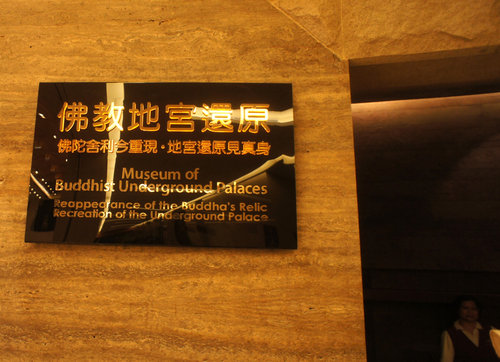 佛教地宮還原
佛陀舍利今重現·地宮還原見真身
Museum of
Buddhist Underground Palaces
Reappearance of the Buddha's Relic
Recreation of the Underground Palace